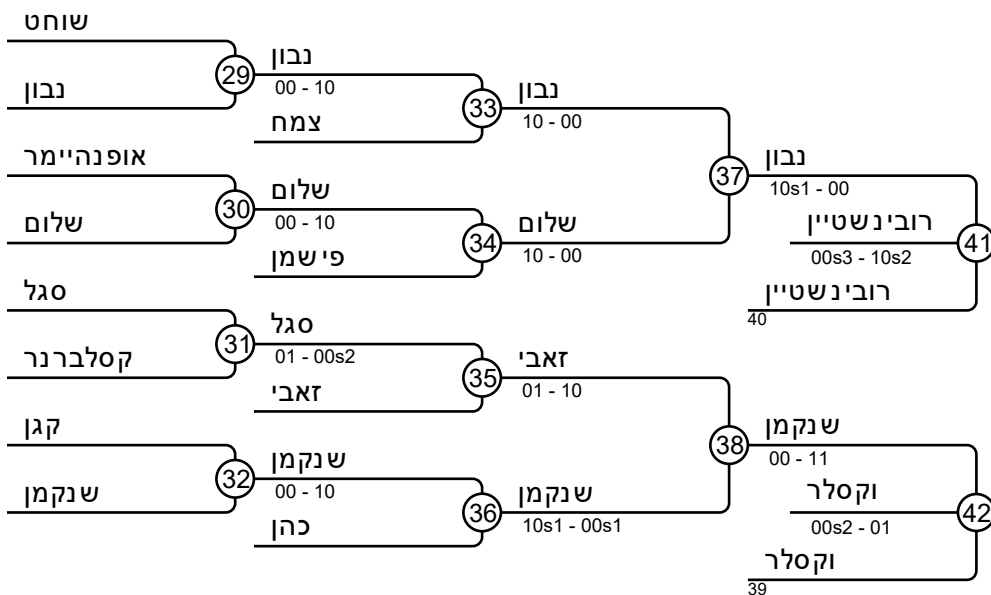 שוחט
נבון
29
נבון
00 - 10
צמח
33
נבון
10 - 00
אופנהיימר
שלום
30
שלום
00 - 10
פישמן
34
שלום
10 - 00
37
נבון
10s1 - 00
רובינשטיין
00s3 - 10s2
41
רובינשטיין
40
סגל
קסלברנר
31
סגל
01 - 00s2
זאבי
35
זאבי
01 - 10
קגן
שנקמן
32
שנקמן
00 - 10
כהן
36
שנקמן
10s1 - 00s1
38
שנקמן
00 - 11
וקסלר
00s2 - 01
42
וקסלר
39